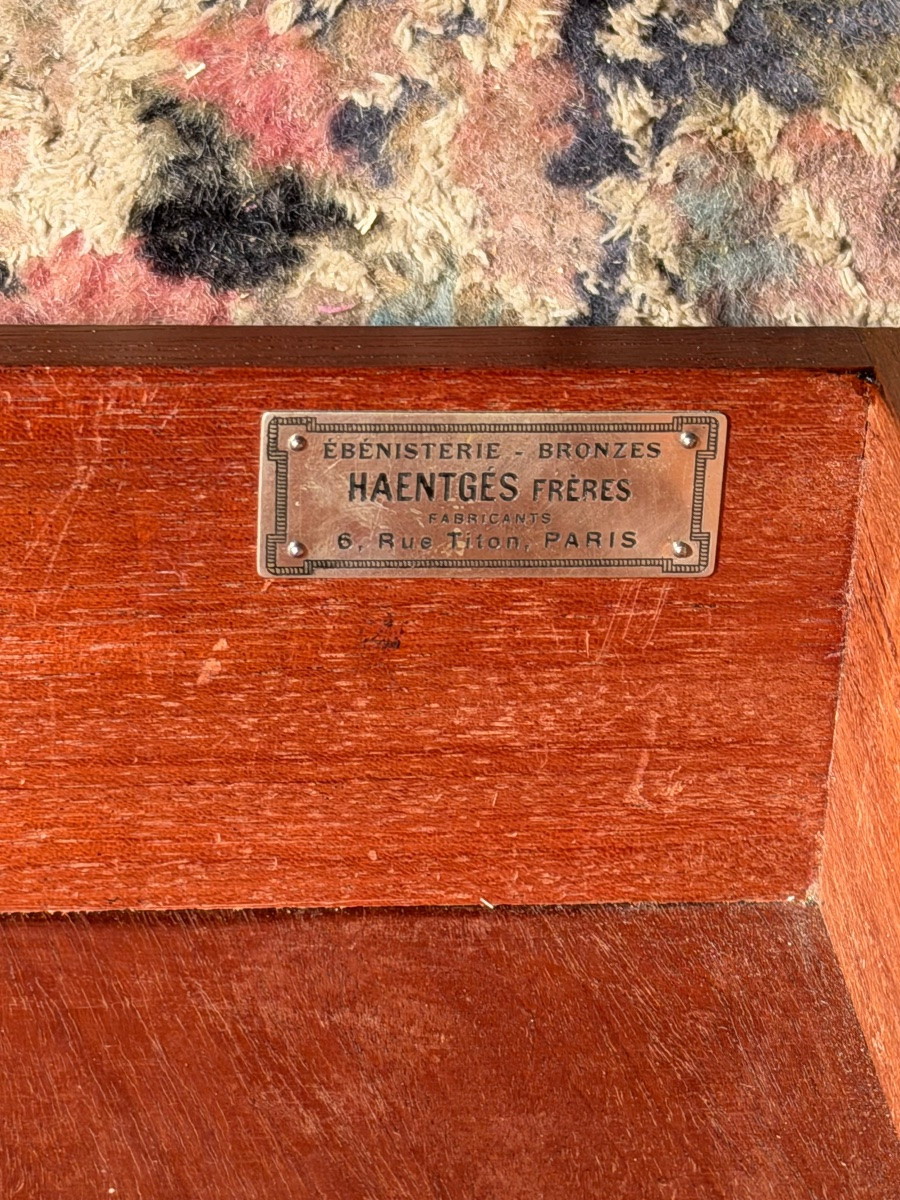 ÉBÉNISTERIE - BRONZES
HAENTGÉS FRÈRES
FABRICANTS
6, Rue Titon, PARIS